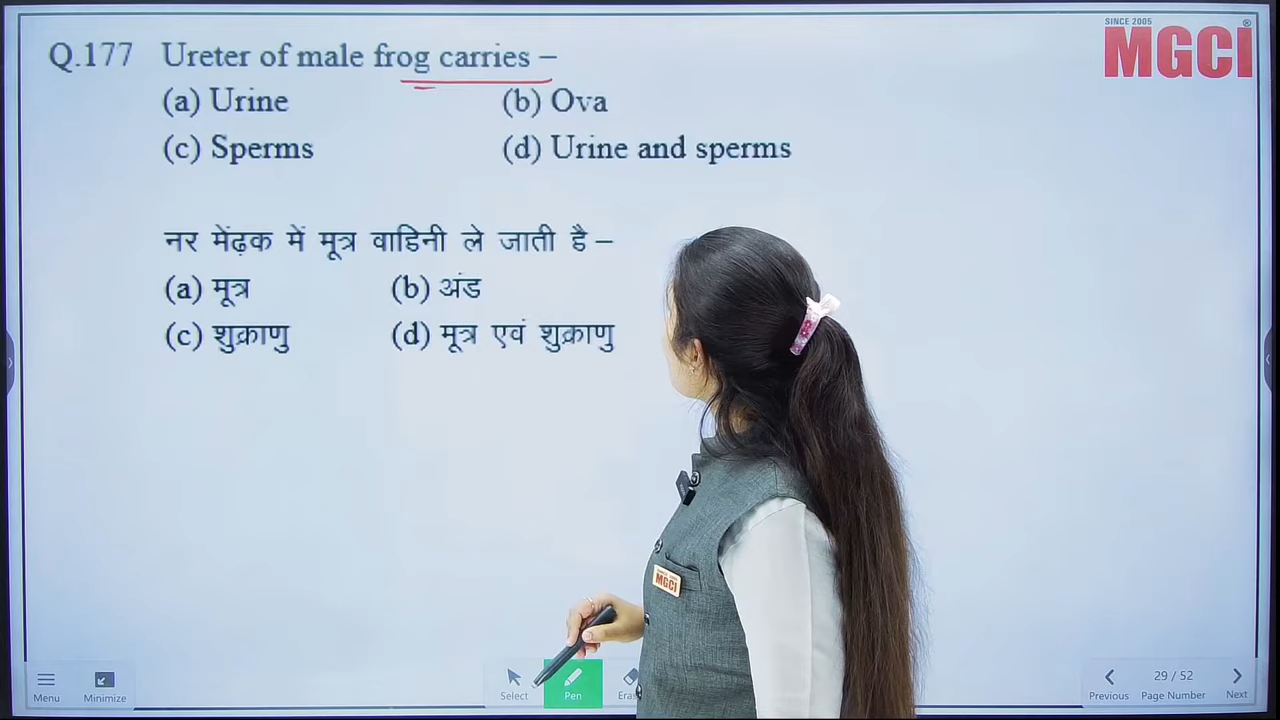 Q.177 Ureter of male frog carries –
(a) Urine (b) Ova
(c) Sperms (d) Urine and sperms
नर मेंढ़क में मूत्र वाहिनी ले जाती है –
(a) मूत्र (b) अंड
(c) शुक्राणु (d) मूत्र एवं शुक्राणु
SINCE 2005
MGCI
®
MGCI
Menu Minimize
Select Pen
29 / 52
Previous Page Number Next